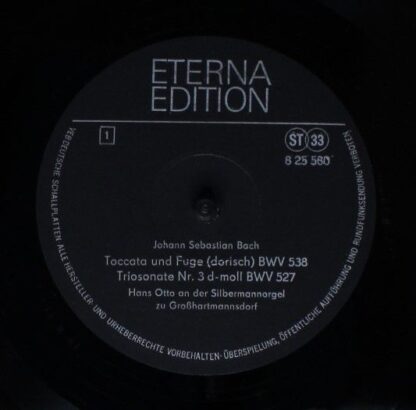 ETERNA
EDITION
1
ST 33
8 25 580
Johann Sebastian Bach
Toccata und Fuge (dorisch) BWV 538
Triosonate Nr. 3 d-moll BWV 527
Hans Otto an der Silbermannorgel
zu Großhartmannsdorf
VEB DEUTSCHE SCHALLPLATTEN ALLE HERSTELLER- UND URHEBERRECHTE VORBEHALTEN · ÜBERSPIELUNG, ÖFFENTLICHE AUFFÜHRUNG UND RUNDFUNKSENDUNG VERBOTEN